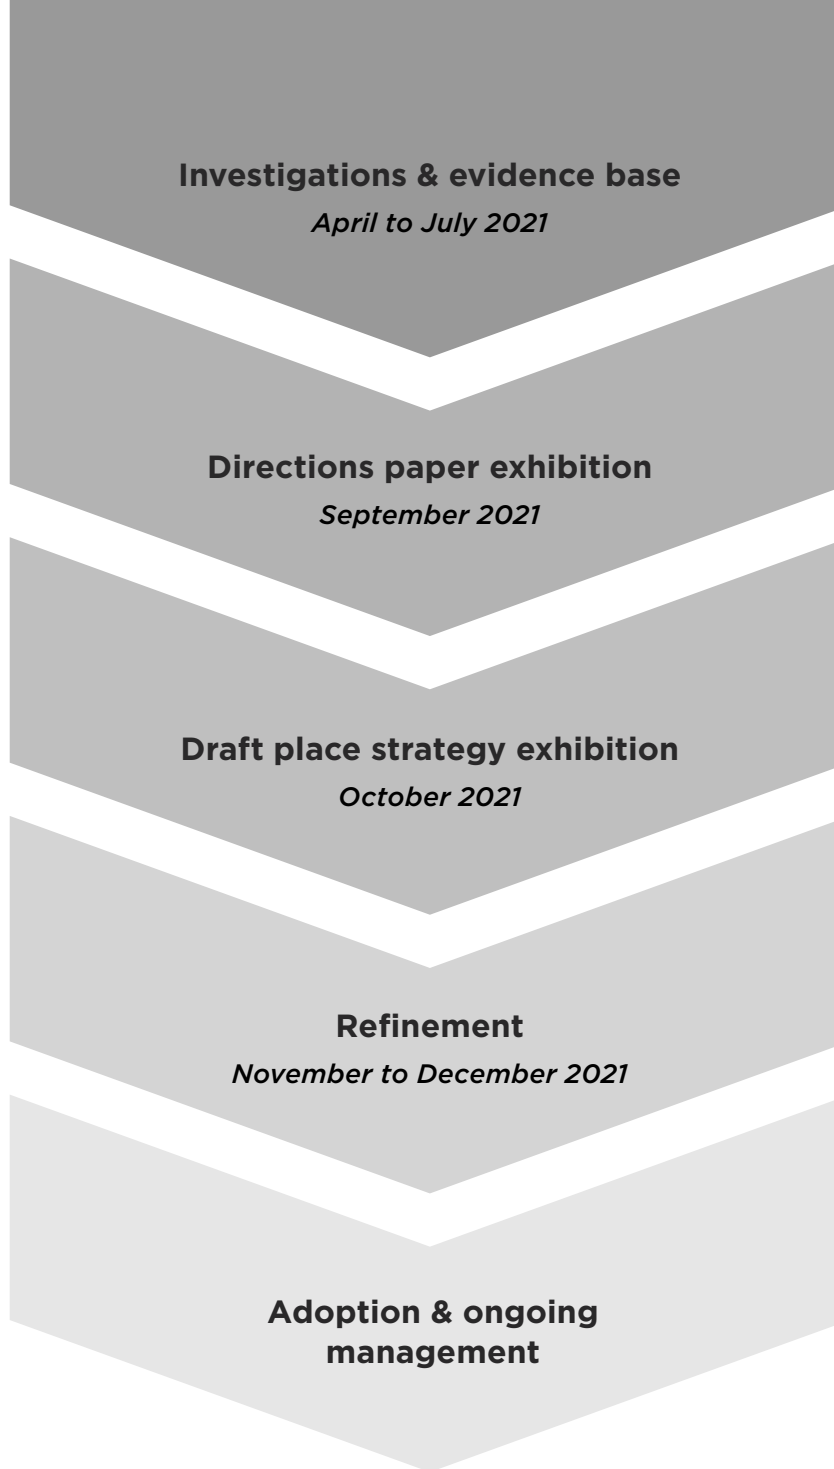 Investigations & evidence base
April to July 2021
Directions paper exhibition
September 2021
Draft place strategy exhibition
October 2021
Refinement
November to December 2021
Adoption & ongoing
management